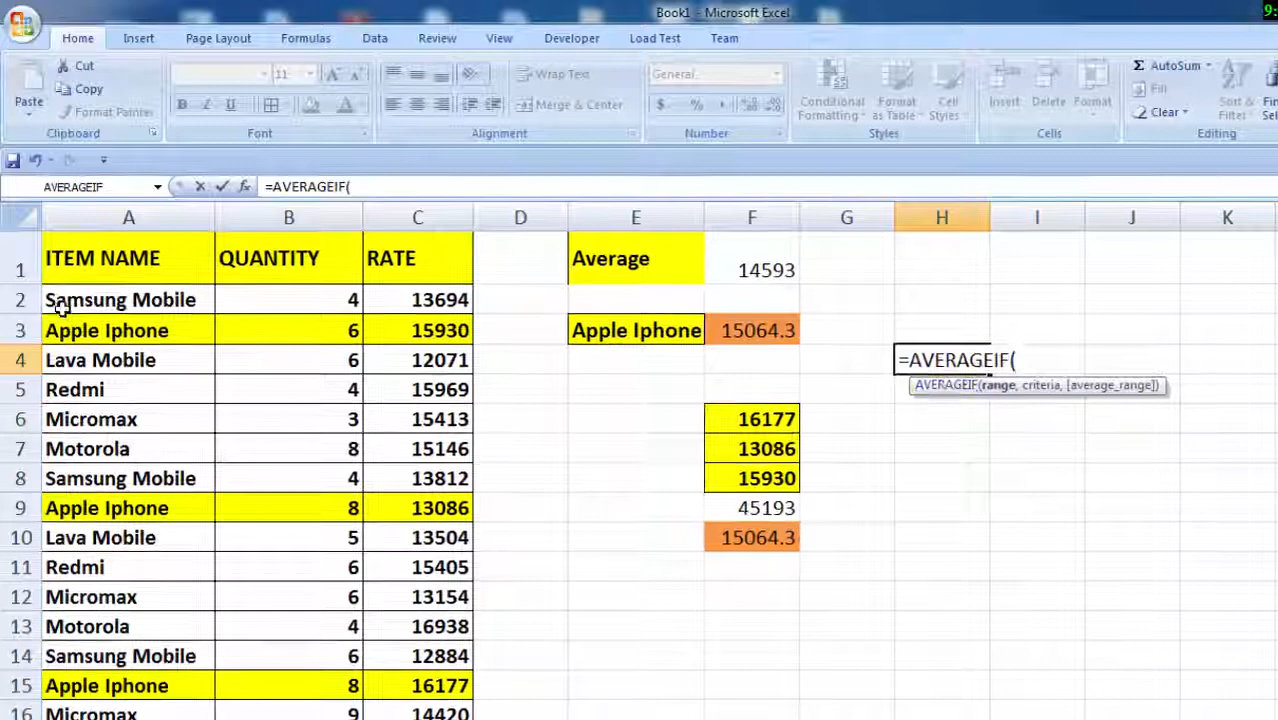 Book1 - Microsoft Excel
9:
Home Insert Page Layout Formulas Data Review View Developer Load Test Team
Paste
Cut
Copy
Format Painter
Clipboard
11
A A
B I U
A
Font
Wrap Text
Merge & Center
Alignment
General
$ % ,
Number
Conditional Formatting
Format as Table
Cell Styles
Styles
Insert Delete Format
Cells
Σ AutoSum
Fill
Clear
Sort &
Filter
Editing
AVERAGEIF fx =AVERAGEIF(
A B C D E F G H I J K
1 ITEM NAME QUANTITY RATE Average 14593
2 Samsung Mobile 4 13694
3 Apple Iphone 6 15930 Apple Iphone 15064.3
4 Lava Mobile 6 12071 =AVERAGEIF(
AVERAGEIF(range, criteria, [average_range])
5 Redmi 4 15969
6 Micromax 3 15413 16177
7 Motorola 8 15146 13086
8 Samsung Mobile 4 13812 15930
9 Apple Iphone 8 13086 45193
10 Lava Mobile 5 13504 15064.3
11 Redmi 6 15405
12 Micromax 6 13154
13 Motorola 4 16938
14 Samsung Mobile 6 12884
15 Apple Iphone 8 16177
16 Micromax 9 14420